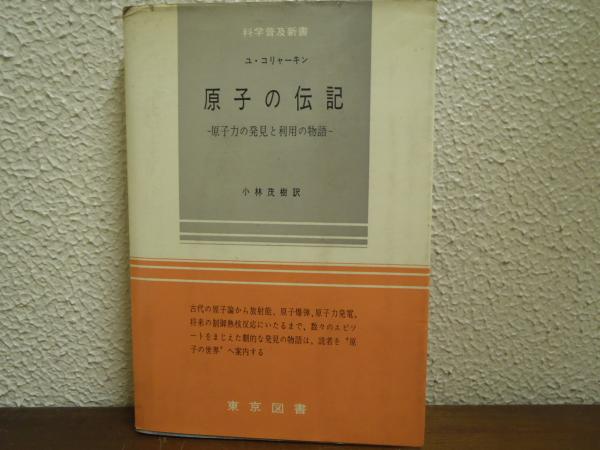 科学普及新書
ユ・コリャーキン
原子の伝記
-原子力の発見と利用の物語-
小林茂樹訳
古代の原子論から放射能、原子爆弾、原子力発電、
将来の制御熱核反応にいたるまで、数々のエピソ
ートをまじえた劇的な発見の物語は、読者を“原
子の世界”へ案内する
東京図書